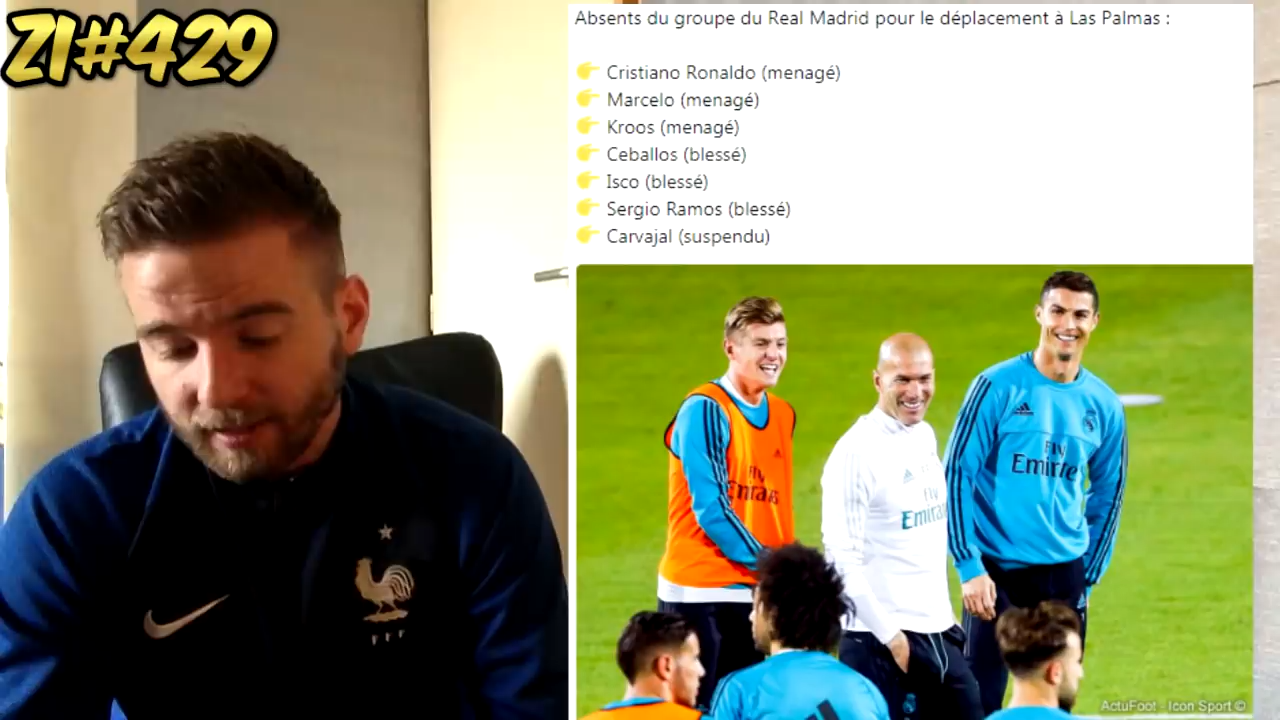 ZI#429
Absents du groupe du Real Madrid pour le déplacement à Las Palmas :
👉 Cristiano Ronaldo (menagé)
👉 Marcelo (menagé)
👉 Kroos (menagé)
👉 Ceballos (blessé)
👉 Isco (blessé)
👉 Sergio Ramos (blessé)
👉 Carvajal (suspendu)
FFF
Fly
Emirates
Fly
Emirates
Fly
Emirates
ActuFoot - Icon Sport ©